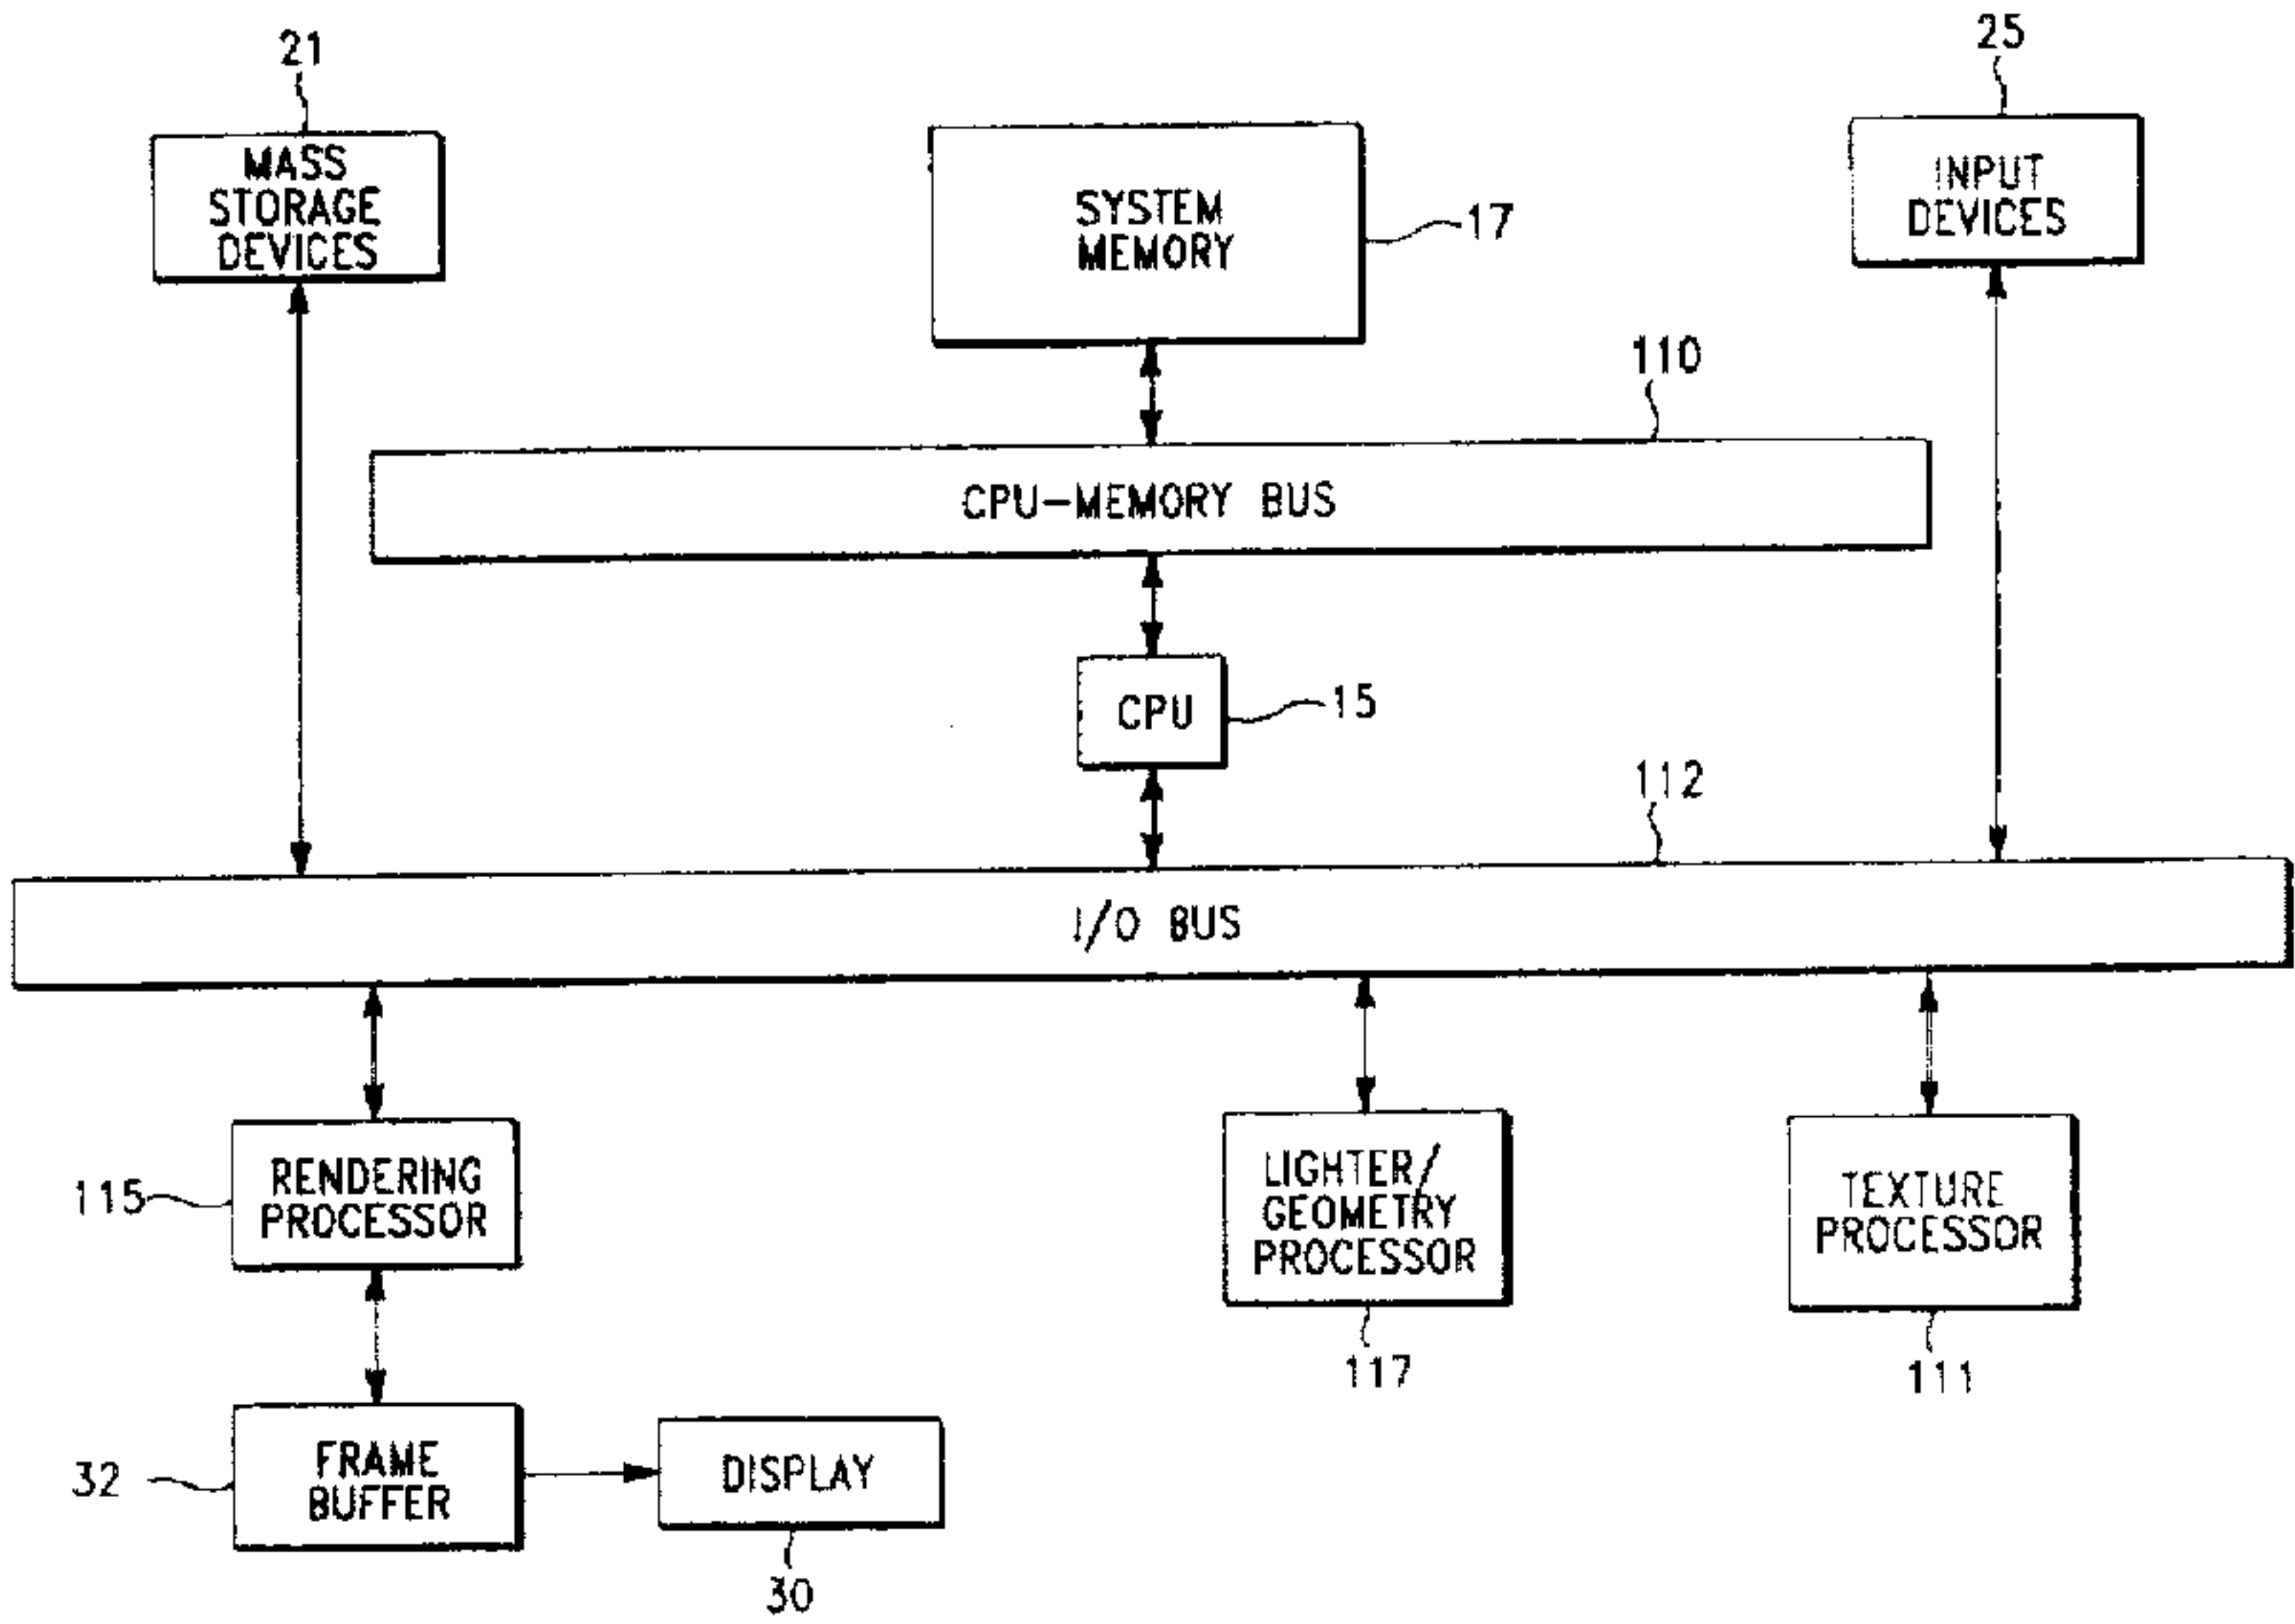 21
25
MASS
STORAGE
DEVICES
SYSTEM
MEMORY
17
INPUT
DEVICES
110
CPU-MEMORY BUS
CPU
15
112
I/O BUS
115
RENDERING
PROCESSOR
LIGHTER/
GEOMETRY
PROCESSOR
TEXTURE
PROCESSOR
117
111
32
FRAME
BUFFER
DISPLAY
30